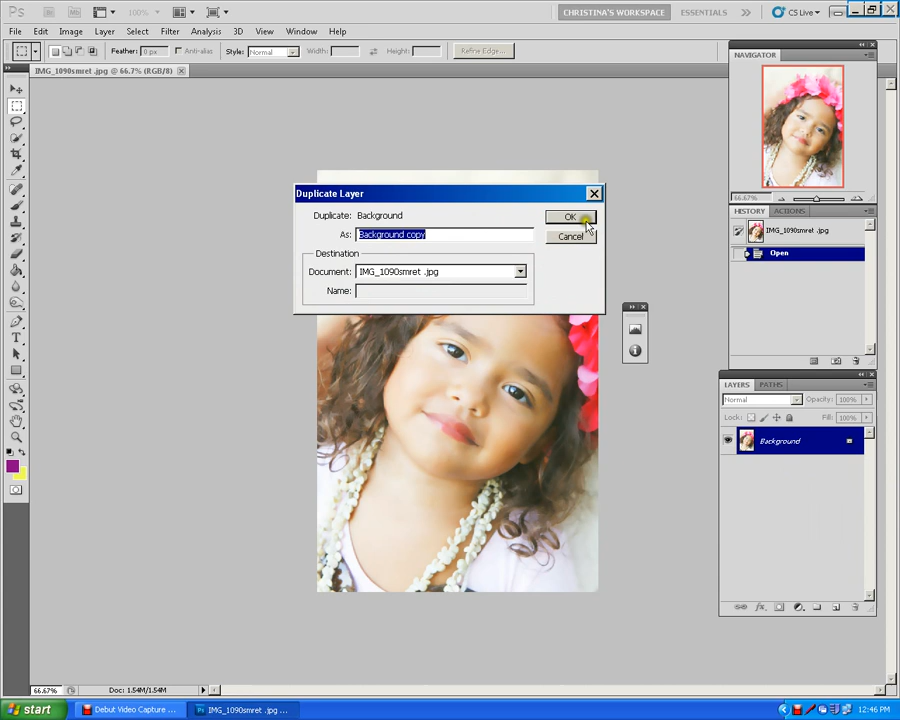 Ps Br Mb 100% CHRISTINA'S WORKSPACE ESSENTIALS CS Live
File Edit Image Layer Select Filter Analysis 3D View Window Help
Feather: 0 px Anti-alias Style: Normal Width: Height: Refine Edge...
IMG_1090smret .jpg @ 66.7% (RGB/8)
NAVIGATOR
66.67%
HISTORY ACTIONS
IMG_1090smret .jpg
Open
Duplicate Layer
Duplicate: Background
OK
As: Background copy
Cancel
Destination
Document: IMG_1090smret .jpg
Name:
LAYERS PATHS
Normal Opacity: 100%
Lock: Fill: 100%
Background
66.67% Doc: 1.54M/1.54M
start Debut Video Capture ... IMG_1090smret .jpg ... 12:46 PM